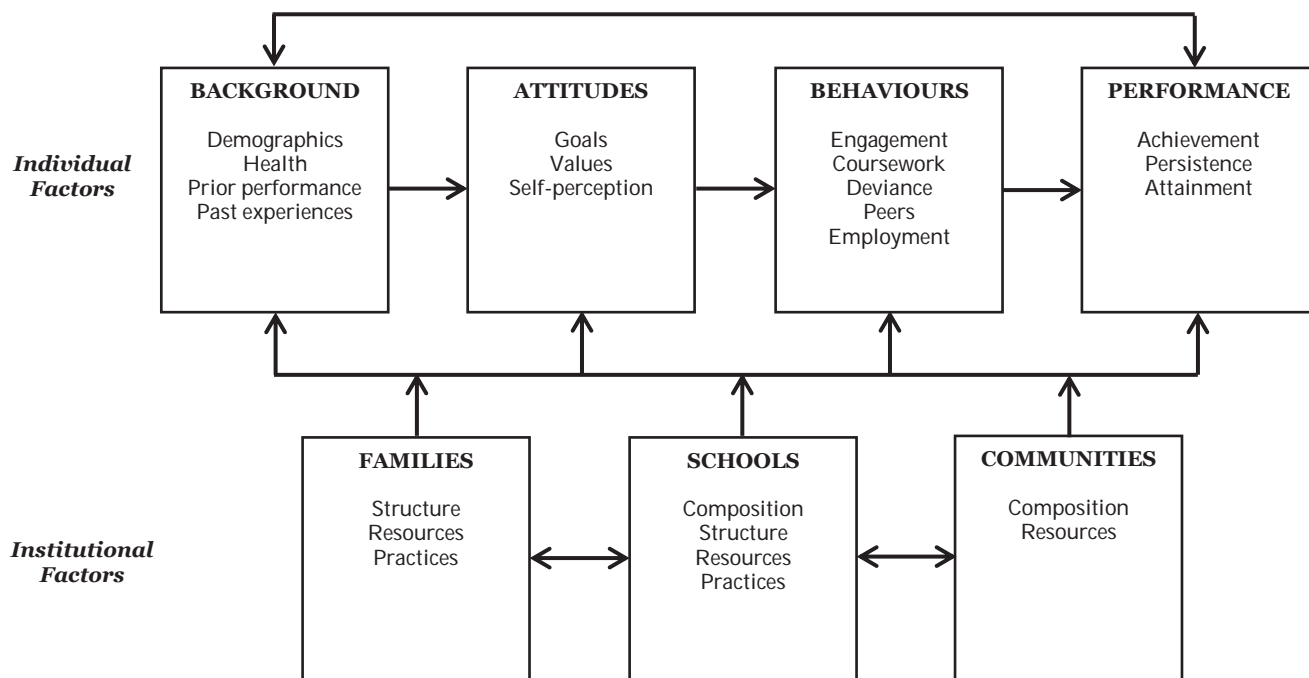 BACKGROUND
Demographics
Health
Prior performance
Past experiences
ATTITUDES
Goals
Values
Self-perception
BEHAVIOURS
Engagement
Coursework
Deviance
Peers
Employment
PERFORMANCE
Achievement
Persistence
Attainment
Individual
Factors
FAMILIES
Structure
Resources
Practices
SCHOOLS
Composition
Structure
Resources
Practices
COMMUNITIES
Composition
Resources
Institutional
Factors